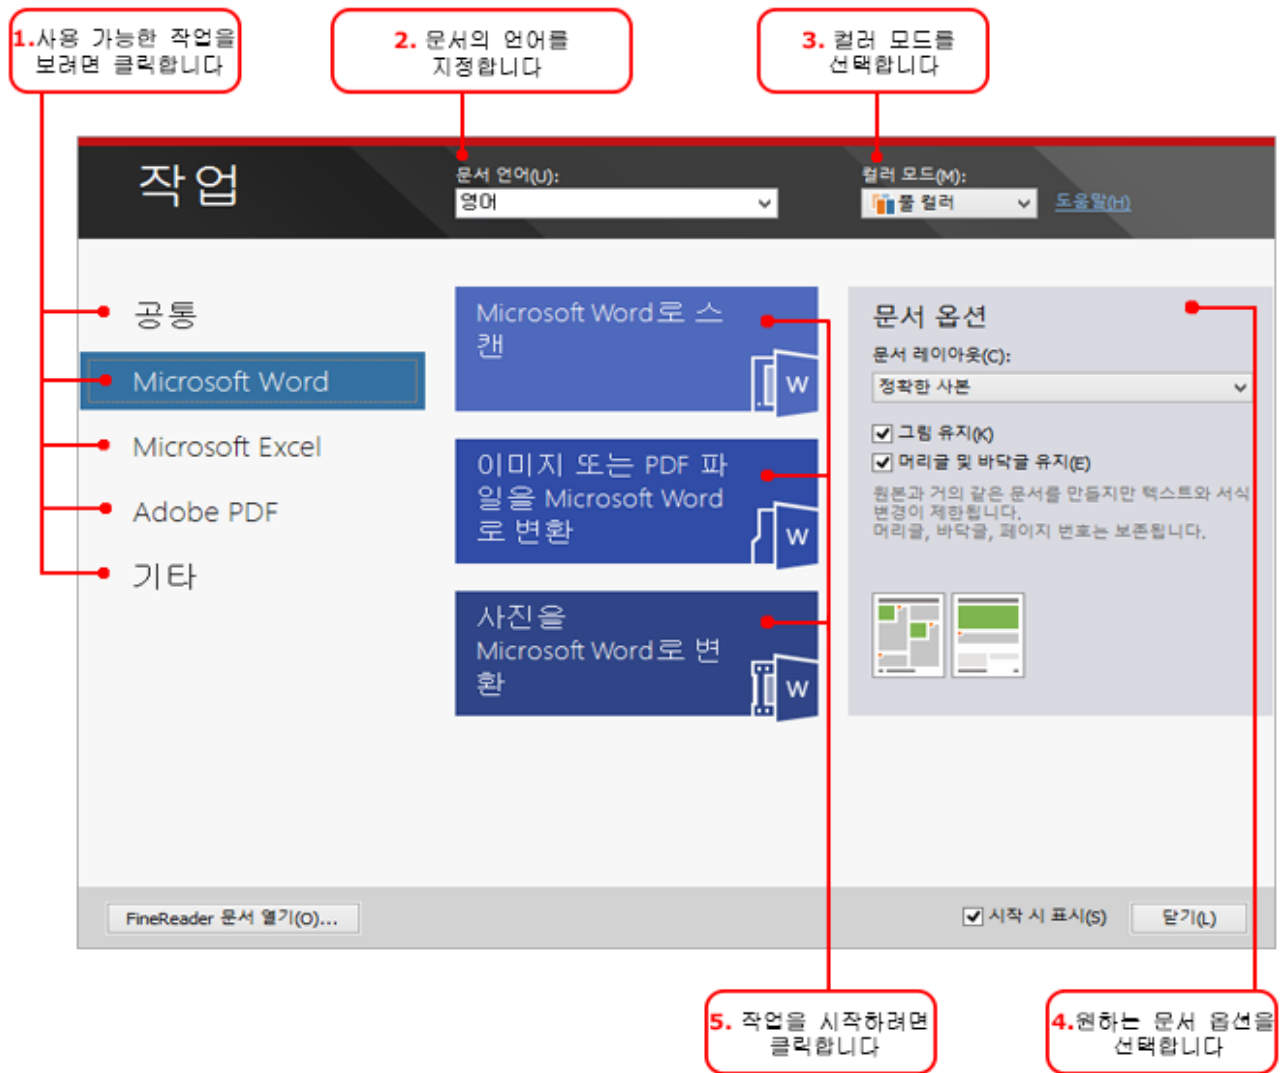 1.사용 가능한 작업을
보려면 클릭합니다
2. 문서의 언어를
지정합니다
3. 컬러 모드를
선택합니다
작업
문서 언어(U):
영어
컬러 모드(M):
풀 컬러
도움말(H)
공통
Microsoft Word
Microsoft Excel
Adobe PDF
기타
Microsoft Word로 스
캔
W
이미지 또는 PDF 파
일을 Microsoft Word
로 변환
W
사진을
Microsoft Word로 변
환
W
문서 옵션
문서 레이아웃(C):
정확한 사본
그림 유지(K)
머리글 및 바닥글 유지(E)
원본과 거의 같은 문서를 만들지만 텍스트와 서식
변경이 제한됩니다.
머리글, 바닥글, 페이지 번호는 보존됩니다.
FineReader 문서 열기(O)...
시작 시 표시(S)
닫기(L)
5. 작업을 시작하려면
클릭합니다
4.원하는 문서 옵션을
선택합니다